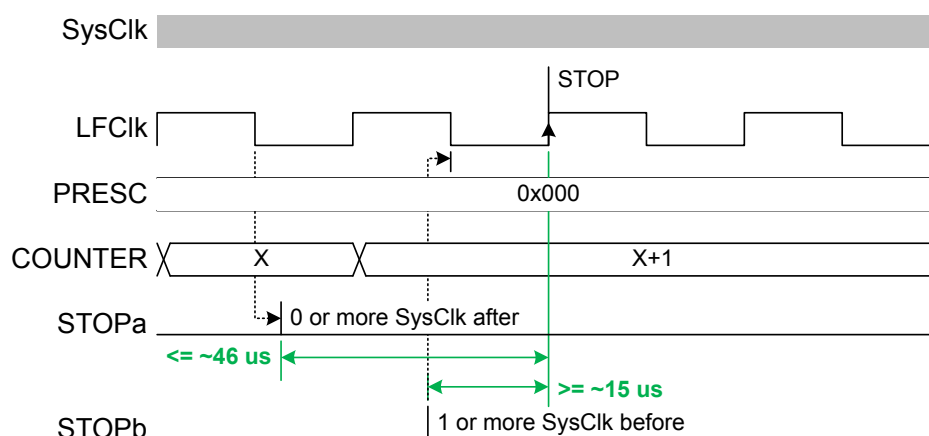 SysClk
STOP
LFClk
PRESC
0x000
COUNTER
X
X+1
STOPa
0 or more SysClk after
<= ~46 us
>= ~15 us
STOPb
1 or more SysClk before